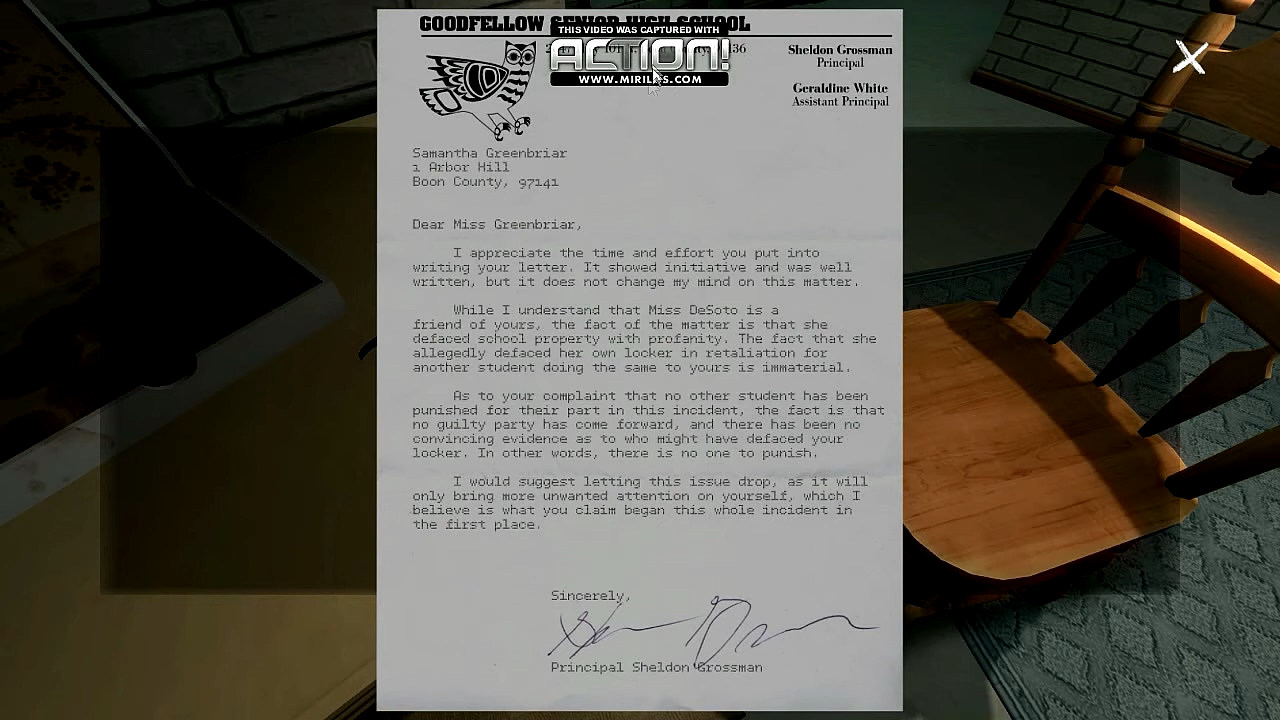 GOODFELLOW SENIOR HIGH SCHOOL
THIS VIDEO WAS CAPTURED WITH
ACTION!
WWW.MIRILLIS.COM
136
Sheldon Grossman
Principal
Geraldine White
Assistant Principal
Samantha Greenbriar
1 Arbor Hill
Boon County, 97141
Dear Miss Greenbriar,
I appreciate the time and effort you put into
writing your letter. It showed initiative and was well
written, but it does not change my mind on this matter.
While I understand that Miss DeSoto is a
friend of yours, the fact of the matter is that she
defaced school property with profanity. The fact that she
allegedly defaced her own locker in retaliation for
another student doing the same to yours is immaterial.
As to your complaint that no other student has been
punished for their part in this incident, the fact is that
no guilty party has come forward, and there has been no
convincing evidence as to who might have defaced your
locker. In other words, there is no one to punish.
I would suggest letting this issue drop, as it will
only bring more unwanted attention on yourself, which I
believe is what you claim began this whole incident in
the first place.
Sincerely,
Principal Sheldon Grossman